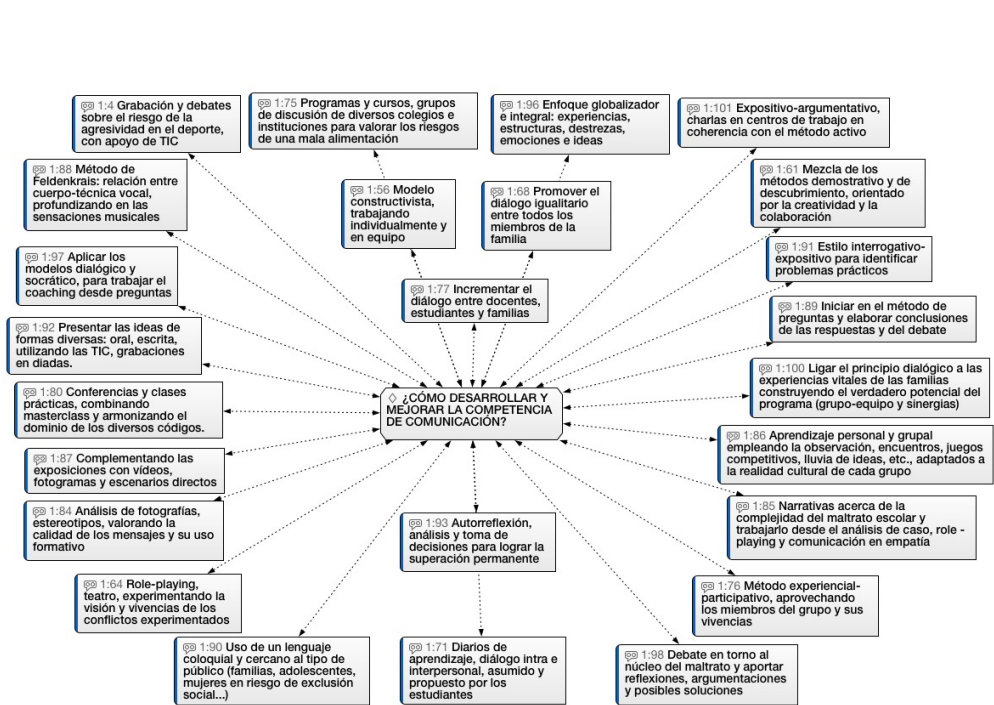 1:4 Grabación y debates
sobre el riesgo de la
agresividad en el deporte,
con apoyo de TIC
1:75 Programas y cursos, grupos
de discusión de diversos colegios e
instituciones para valorar los riesgos
de una mala alimentación
1:96 Enfoque globalizador
e integral: experiencias,
estructuras, destrezas,
emociones e ideas
1:101 Expositivo-argumentativo,
charlas en centros de trabajo en
coherencia con el método activo
1:88 Método de
Feldenkrais: relación entre
cuerpo-técnica vocal,
profundizando en las
sensaciones musicales
1:56 Modelo
constructivista,
trabajando
individualmente y
en equipo
1:68 Promover el
diálogo igualitario
entre todos los
miembros de la
familia
1:61 Mezcla de los
métodos demostrativo y de
descubrimiento, orientado
por la creatividad y la
colaboración
1:97 Aplicar los
modelos dialógico y
socrático, para trabajar el
coaching desde preguntas
1:91 Estilo interrogativo-
expositivo para identificar
problemas prácticos
1:77 Incrementar el
diálogo entre docentes,
estudiantes y familias
1:89 Iniciar en el método de
preguntas y elaborar conclusiones
de las respuestas y del debate
1:92 Presentar las ideas de
formas diversas: oral, escrita,
utilizando las TIC, grabaciones
en diadas.
1:100 Ligar el principio dialógico a las
experiencias vitales de las familias
construyendo el verdadero potencial del
programa (grupo-equipo y sinergias)
1:80 Conferencias y clases
prácticas, combinando
masterclass y armonizando el
dominio de los diversos códigos.
¿CÓMO DESARROLLAR Y
MEJORAR LA COMPETENCIA
DE COMUNICACIÓN?
1:86 Aprendizaje personal y grupal
empleando la observación, encuentros, juegos
competitivos, lluvia de ideas, etc., adaptados a
la realidad cultural de cada grupo
1:87 Complementando las
exposiciones con vídeos,
fotogramas y escenarios directos
1:84 Análisis de fotografías,
estereotipos, valorando la
calidad de los mensajes y su uso
formativo
1:93 Autorreflexión,
análisis y toma de
decisiones para lograr la
superación permanente
1:85 Narrativas acerca de la
complejidad del maltrato escolar y
trabajarlo desde el análisis de caso, role -
playing y comunicación en empatía
1:64 Role-playing,
teatro, experimentando la
visión y vivencias de los
conflictos experimentados
1:76 Método experiencial-
participativo, aprovechando
los miembros del grupo y sus
vivencias
1:90 Uso de un lenguaje
coloquial y cercano al tipo de
público (familias, adolescentes,
mujeres en riesgo de exclusión
social...)
1:71 Diarios de
aprendizaje, diálogo intra e
interpersonal, asumido y
propuesto por los
estudiantes
1:98 Debate en torno al
núcleo del maltrato y aportar
reflexiones, argumentaciones
y posibles soluciones